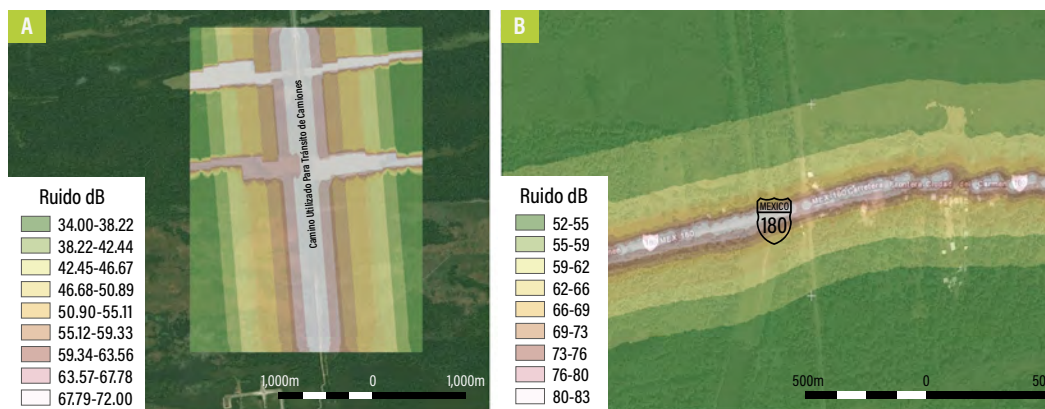 A
Camino Utilizado Para Tránsito de Camiones
Ruido dB
34.00-38.22
38.22-42.44
42.45-46.67
46.68-50.89
50.90-55.11
55.12-59.33
59.34-63.56
63.57-67.78
67.79-72.00
1,000m 0 1,000m
B
MEXICO
180
Ruido dB
52-55
55-59
59-62
62-66
66-69
69-73
73-76
76-80
80-83
500m 0 50